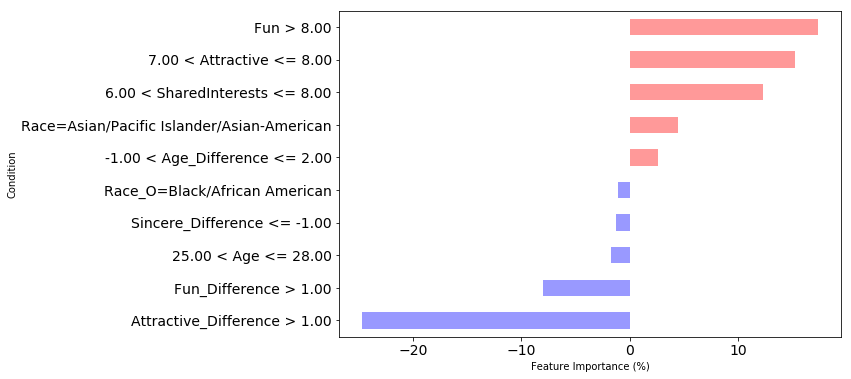 Fun > 8.00
7.00 < Attractive <= 8.00
6.00 < SharedInterests <= 8.00
Race=Asian/Pacific Islander/Asian-American
-1.00 < Age_Difference <= 2.00
Race_O=Black/African American
Sincere_Difference <= -1.00
25.00 < Age <= 28.00
Fun_Difference > 1.00
Attractive_Difference > 1.00
Condition
−20 −10 0 10
Feature Importance (%)